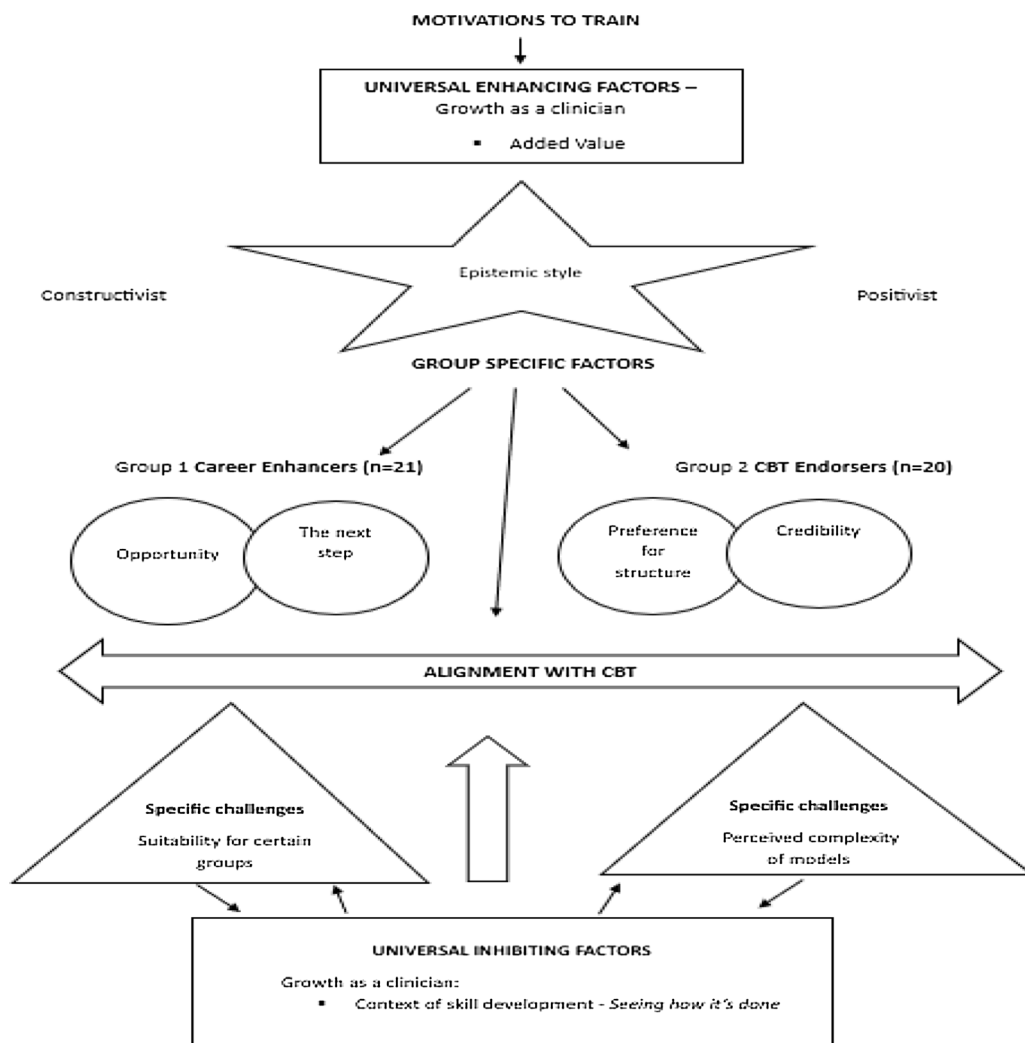 MOTIVATIONS TO TRAIN
UNIVERSAL ENHANCING FACTORS –
Growth as a clinician
▪ Added Value
Epistemic style
Constructivist
Positivist
GROUP SPECIFIC FACTORS
Group 1 Career Enhancers (n=21)
Group 2 CBT Endorsers (n=20)
Opportunity
The next
step
Preference
for
structure
Credibility
ALIGNMENT WITH CBT
Specific challenges
Suitability for certain
groups
Specific challenges
Perceived complexity
of models
UNIVERSAL INHIBITING FACTORS
Growth as a clinician:
▪ Context of skill development - Seeing how it's done